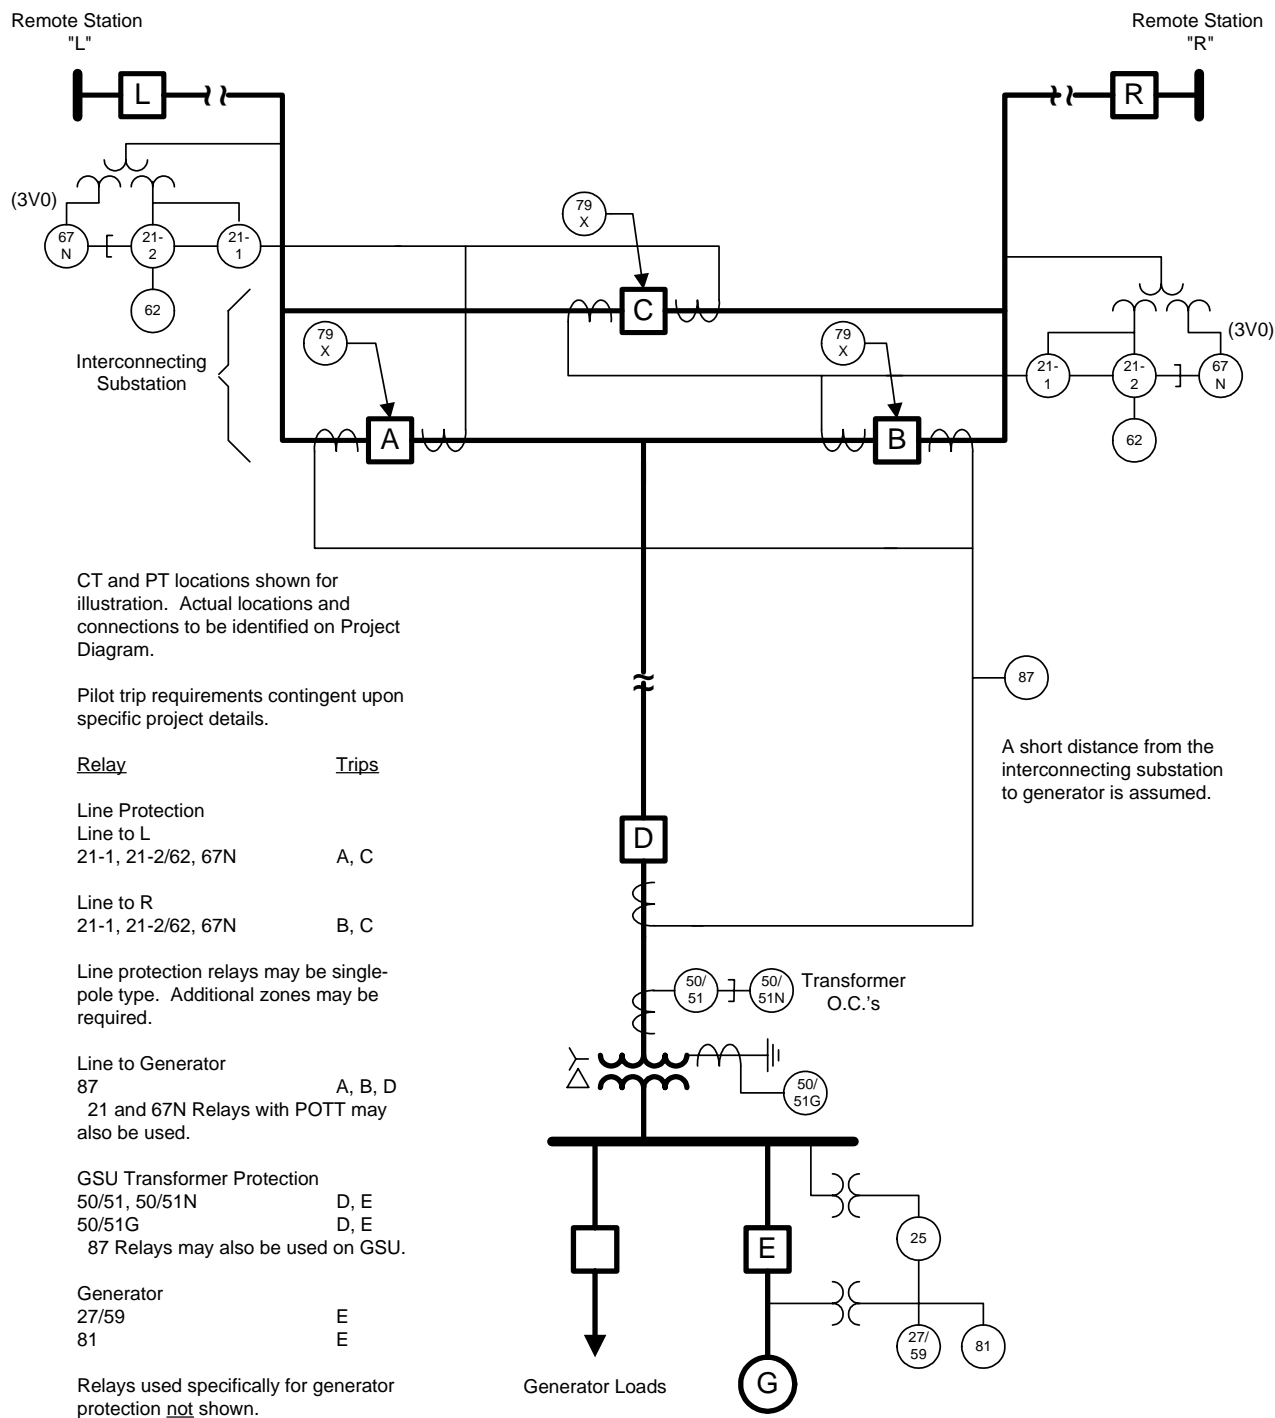 Remote Station
"L"
Remote Station
"R"
L
R
(3V0)
67
N
21-
2
21-
1
62
79
X
C
79
X
A
79
X
B
Interconnecting
Substation
(3V0)
21-
1
21-
2
67
N
62
CT and PT locations shown for
illustration. Actual locations and
connections to be identified on Project
Diagram.
Pilot trip requirements contingent upon
specific project details.
Relay Trips
Line Protection
Line to L
21-1, 21-2/62, 67N A, C
Line to R
21-1, 21-2/62, 67N B, C
Line protection relays may be single-
pole type. Additional zones may be
required.
Line to Generator
87 A, B, D
21 and 67N Relays with POTT may
also be used.
GSU Transformer Protection
50/51, 50/51N D, E
50/51G D, E
87 Relays may also be used on GSU.
Generator
27/59 E
81 E
Relays used specifically for generator
protection not shown.
87
A short distance from the
interconnecting substation
to generator is assumed.
D
50/
51
50/
51N
Transformer
O.C.'s
50/
51G
E
25
27/
59
81
Generator Loads
G